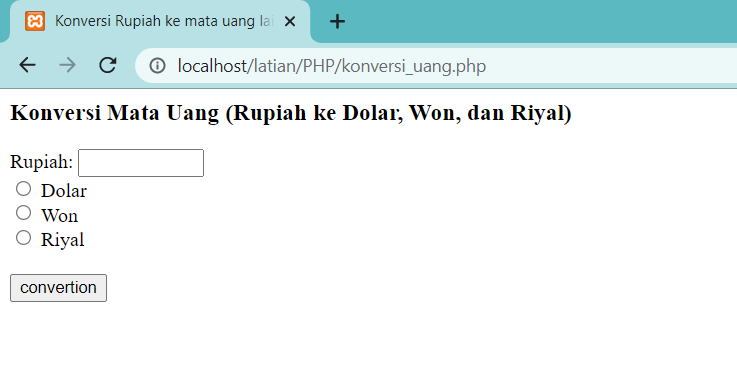 Konversi Rupiah ke mata uang lai
localhost/latian/PHP/konversi_uang.php
Konversi Mata Uang (Rupiah ke Dolar, Won, dan Riyal)
Rupiah:
Dolar
Won
Riyal
convertion